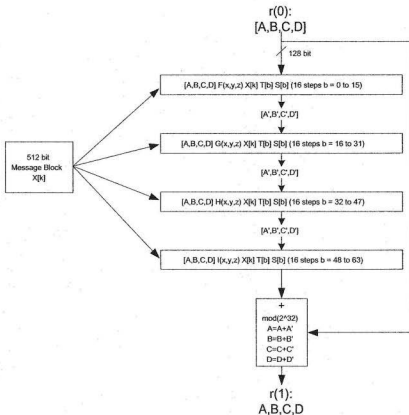 r(0):
[A,B,C,D]
128 bit
[A,B,C,D] F(x,y,z) X[k] T[b] S[b] (16 steps b = 0 to 15)
[A',B',C',D']
[A,B,C,D] G(x,y,z) X[k] T[b] S[b] (16 steps b = 16 to 31)
512 bit
Message Block
X[k]
[A',B',C',D']
[A,B,C,D] H(x,y,z) X[k] T[b] S[b] (16 steps b = 32 to 47)
[A',B',C',D']
[A,B,C,D] I(x,y,z) X[k] T[b] S[b] (16 steps b = 48 to 63)
+
mod(2^32)
A=A+A'
B=B+B'
C=C+C'
D=D+D'
r(1):
A,B,C,D